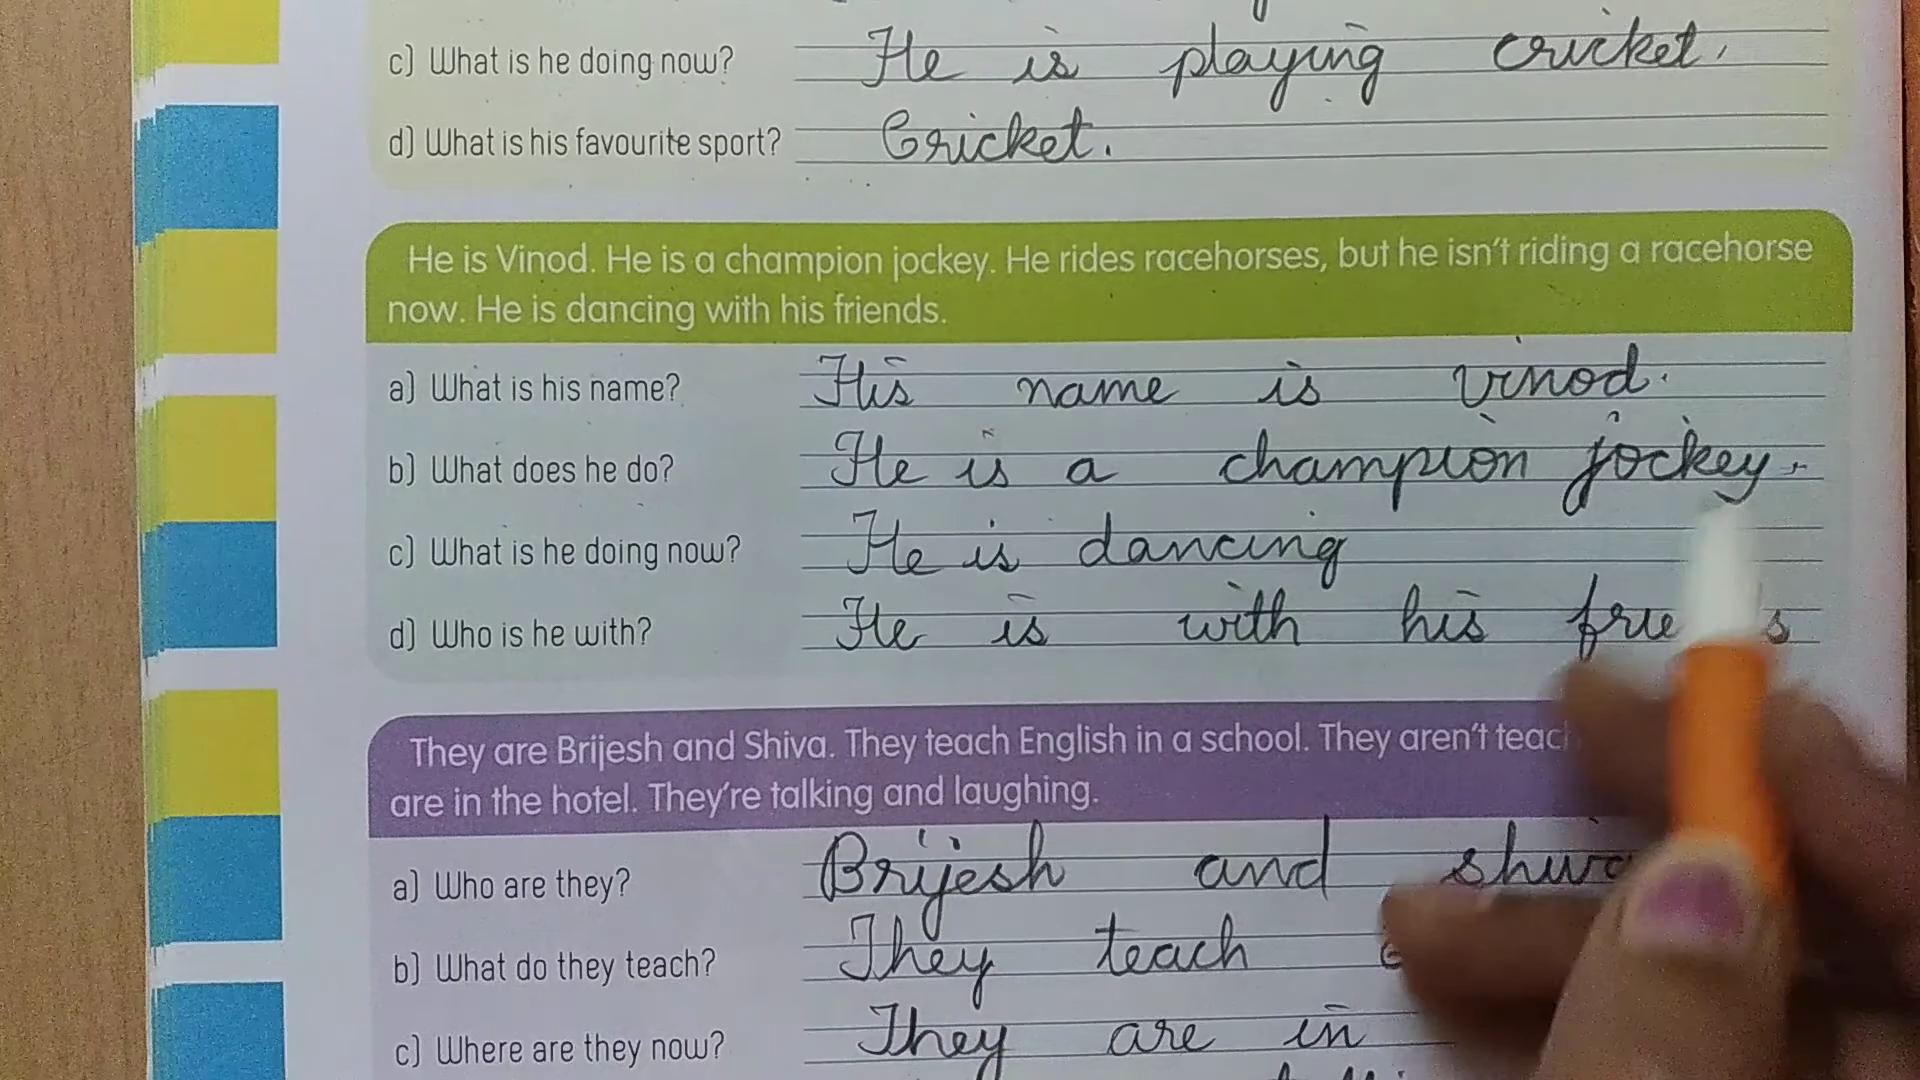 c) What is he doing now? He is playing cricket.
d) What is his favourite sport? Cricket.
He is Vinod. He is a champion jockey. He rides racehorses, but he isn't riding a racehorse
now. He is dancing with his friends.
a) What is his name? His name is vinod.
b) What does he do? He is a champion jockey.
c) What is he doing now? He is dancing
d) Who is he with? He is with his
They are Brijesh and Shiva. They teach English in a school. They aren't
are in the hotel. They're talking and laughing.
a) Who are they? Brijesh and
b) What do they teach? They teach
c) Where are they now? They are in